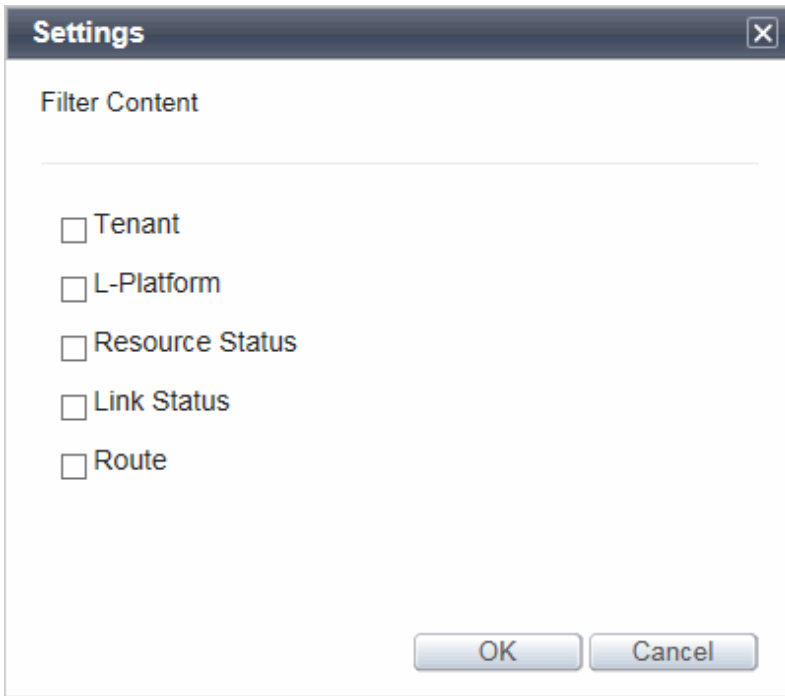 Settings
Filter Content
Tenant
L-Platform
Resource Status
Link Status
Route
OK Cancel